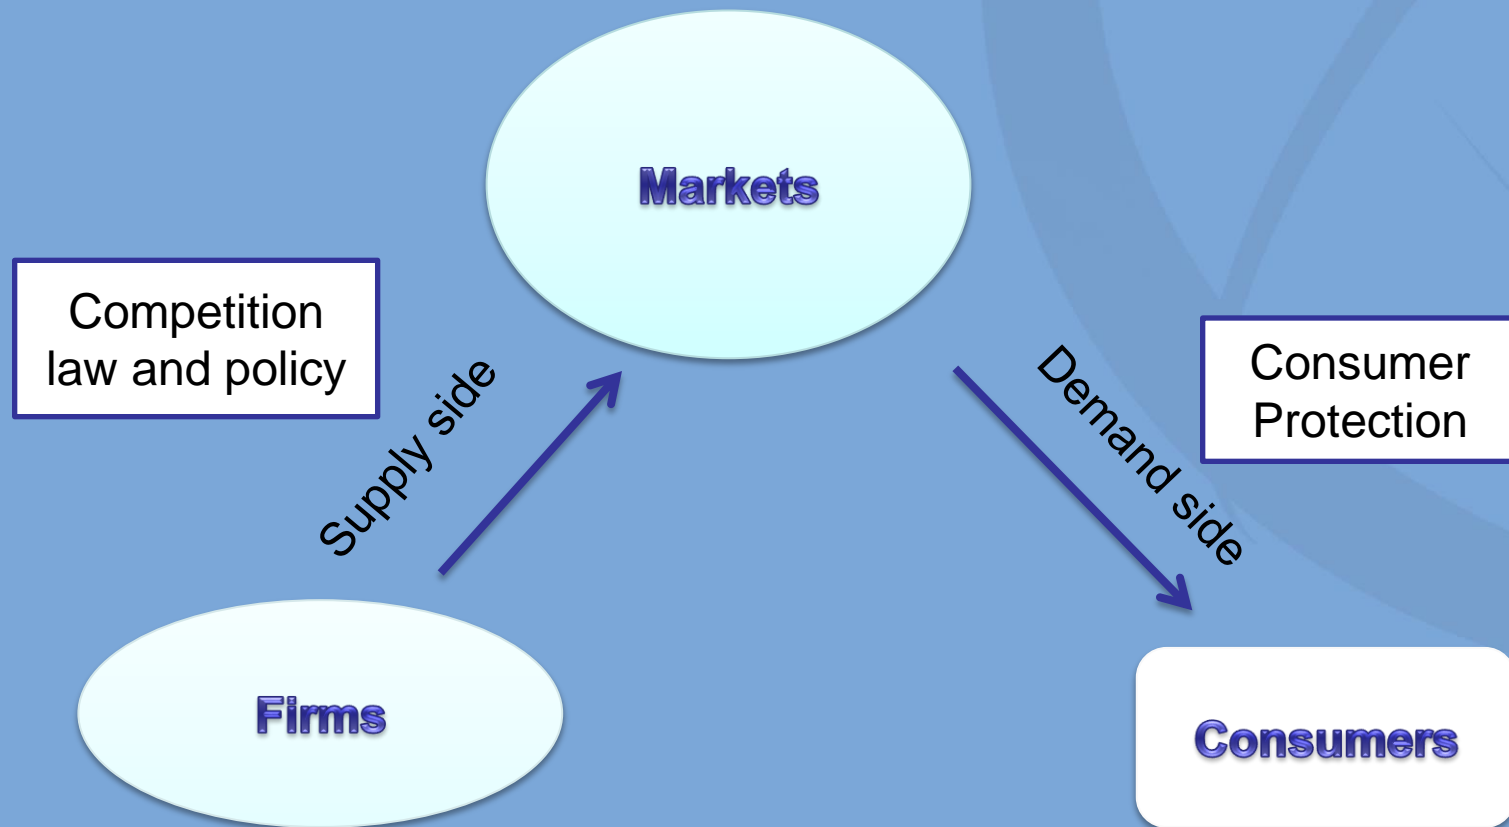 Markets
Competition
law and policy
Supply side
Demand side
Consumer
Protection
Firms
Consumers